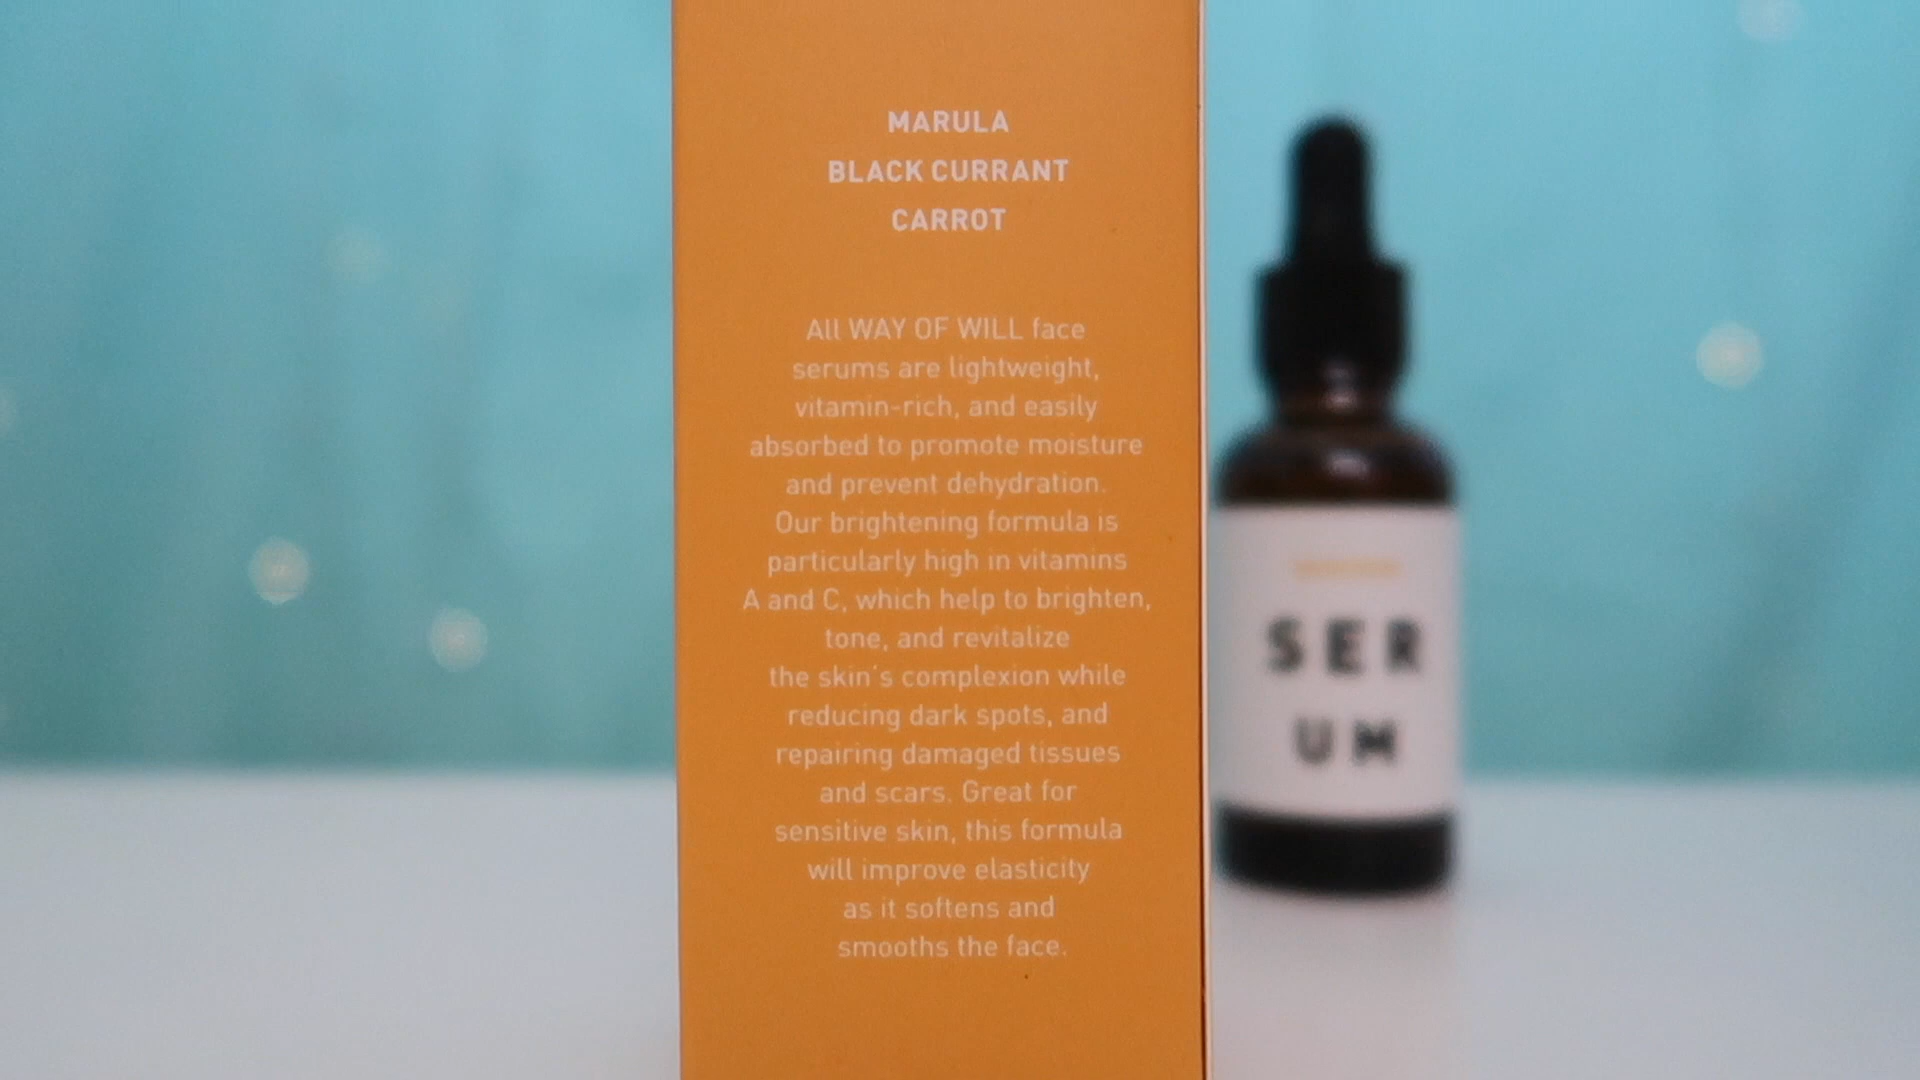 MARULA
BLACK CURRANT
CARROT
All WAY OF WILL face
serums are lightweight,
vitamin-rich, and easily
absorbed to promote moisture
and prevent dehydration.
Our brightening formula is
particularly high in vitamins
A and C, which help to brighten,
tone, and revitalize
the skin's complexion while
reducing dark spots, and
repairing damaged tissues
and scars. Great for
sensitive skin, this formula
will improve elasticity
as it softens and
smooths the face.
SER
UM